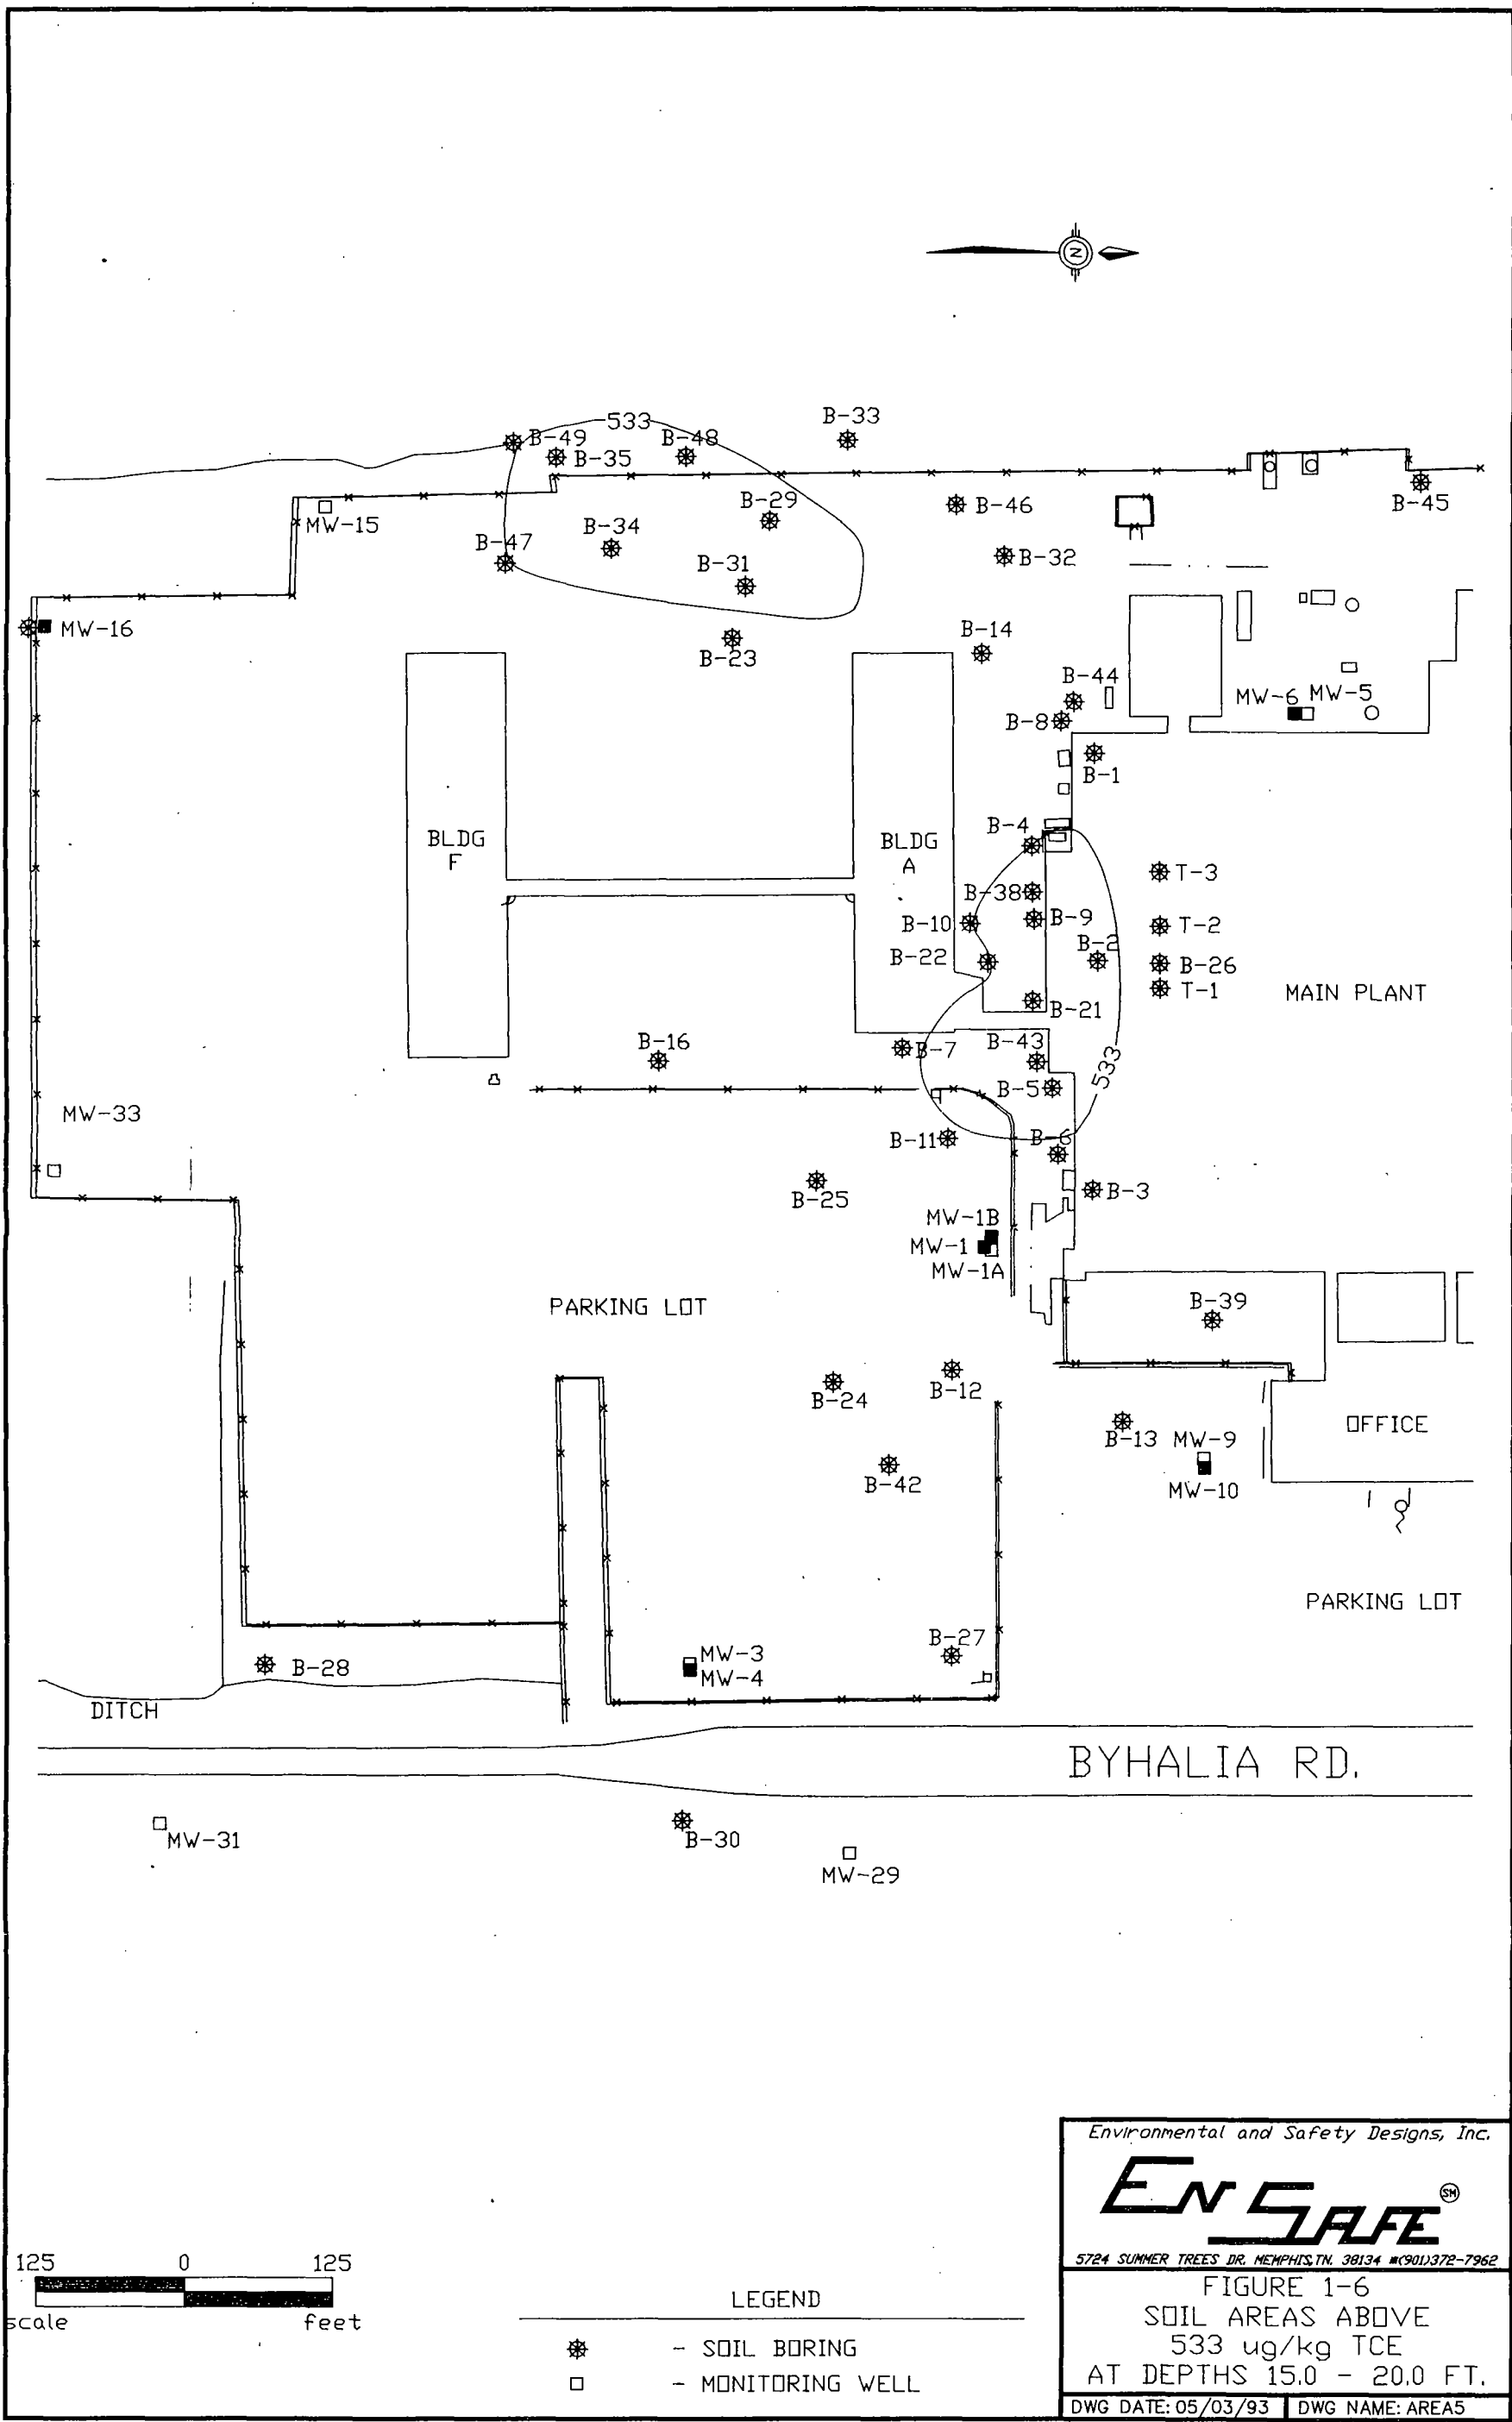 N
533
B-33
B-49
B-48
B-35
B-29
B-46
B-45
MW-15
B-34
B-47
B-31
B-32
MW-16
B-14
B-23
B-44
MW-6 MW-5
B-8
B-1
B-4
BLDG
F
BLDG
A
T-3
B-38
B-9
B-10
T-2
B-2
B-22
B-26
T-1
MAIN PLANT
B-21
B-16
B-7
B-43
533
B-5
MW-33
B-11
B-6
B-25
B-3
MW-1B
MW-1
MW-1A
PARKING LOT
B-39
B-24
B-12
B-13 MW-9
OFFICE
B-42
MW-10
PARKING LOT
B-27
MW-3
B-28
MW-4
DITCH
BYHALIA RD.
MW-31
B-30
MW-29
Environmental and Safety Designs, Inc.
ENSAFE SM
5724 SUMMER TREES DR. MEMPHIS,TN. 38134 (901)372-7962
125 0 125
scale feet
LEGEND
- SOIL BORING
- MONITORING WELL
FIGURE 1-6
SOIL AREAS ABOVE
533 ug/kg TCE
AT DEPTHS 15.0 - 20.0 FT.
DWG DATE: 05/03/93 DWG NAME: AREA5